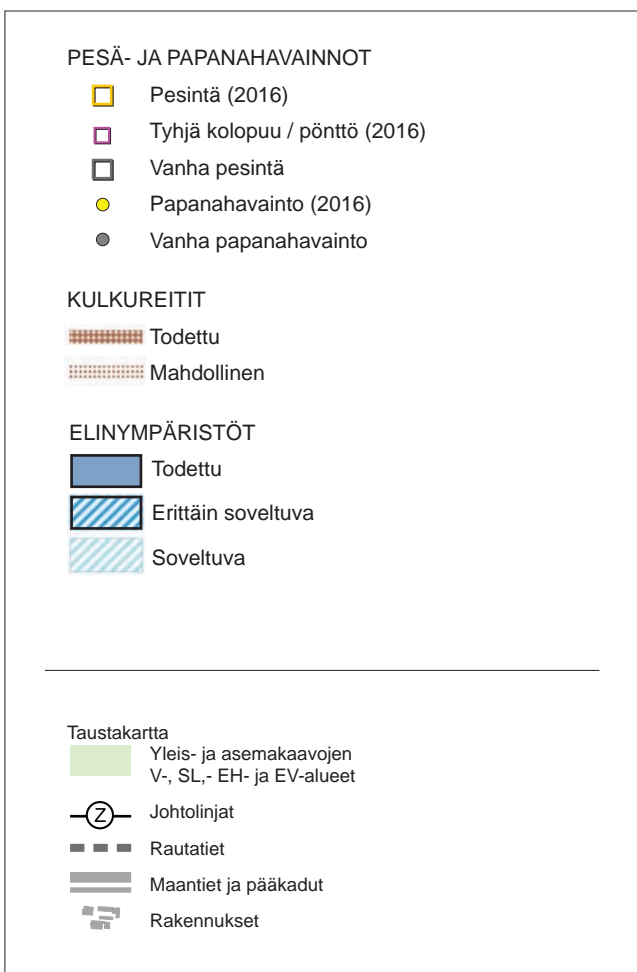 PESÄ- JA PAPANAHAVAINNOT
Pesintä (2016)
Tyhjä kolopuu / pönttö (2016)
Vanha pesintä
Papanahavainto (2016)
Vanha papanahavainto
KULKUREITIT
Todettu
Mahdollinen
ELINYMPÄRISTÖT
Todettu
Erittäin soveltuva
Soveltuva
Taustakartta
Yleis- ja asemakaavojen
V-, SL,- EH- ja EV-alueet
Z Johtolinjat
Rautatiet
Maantiet ja pääkadut
Rakennukset